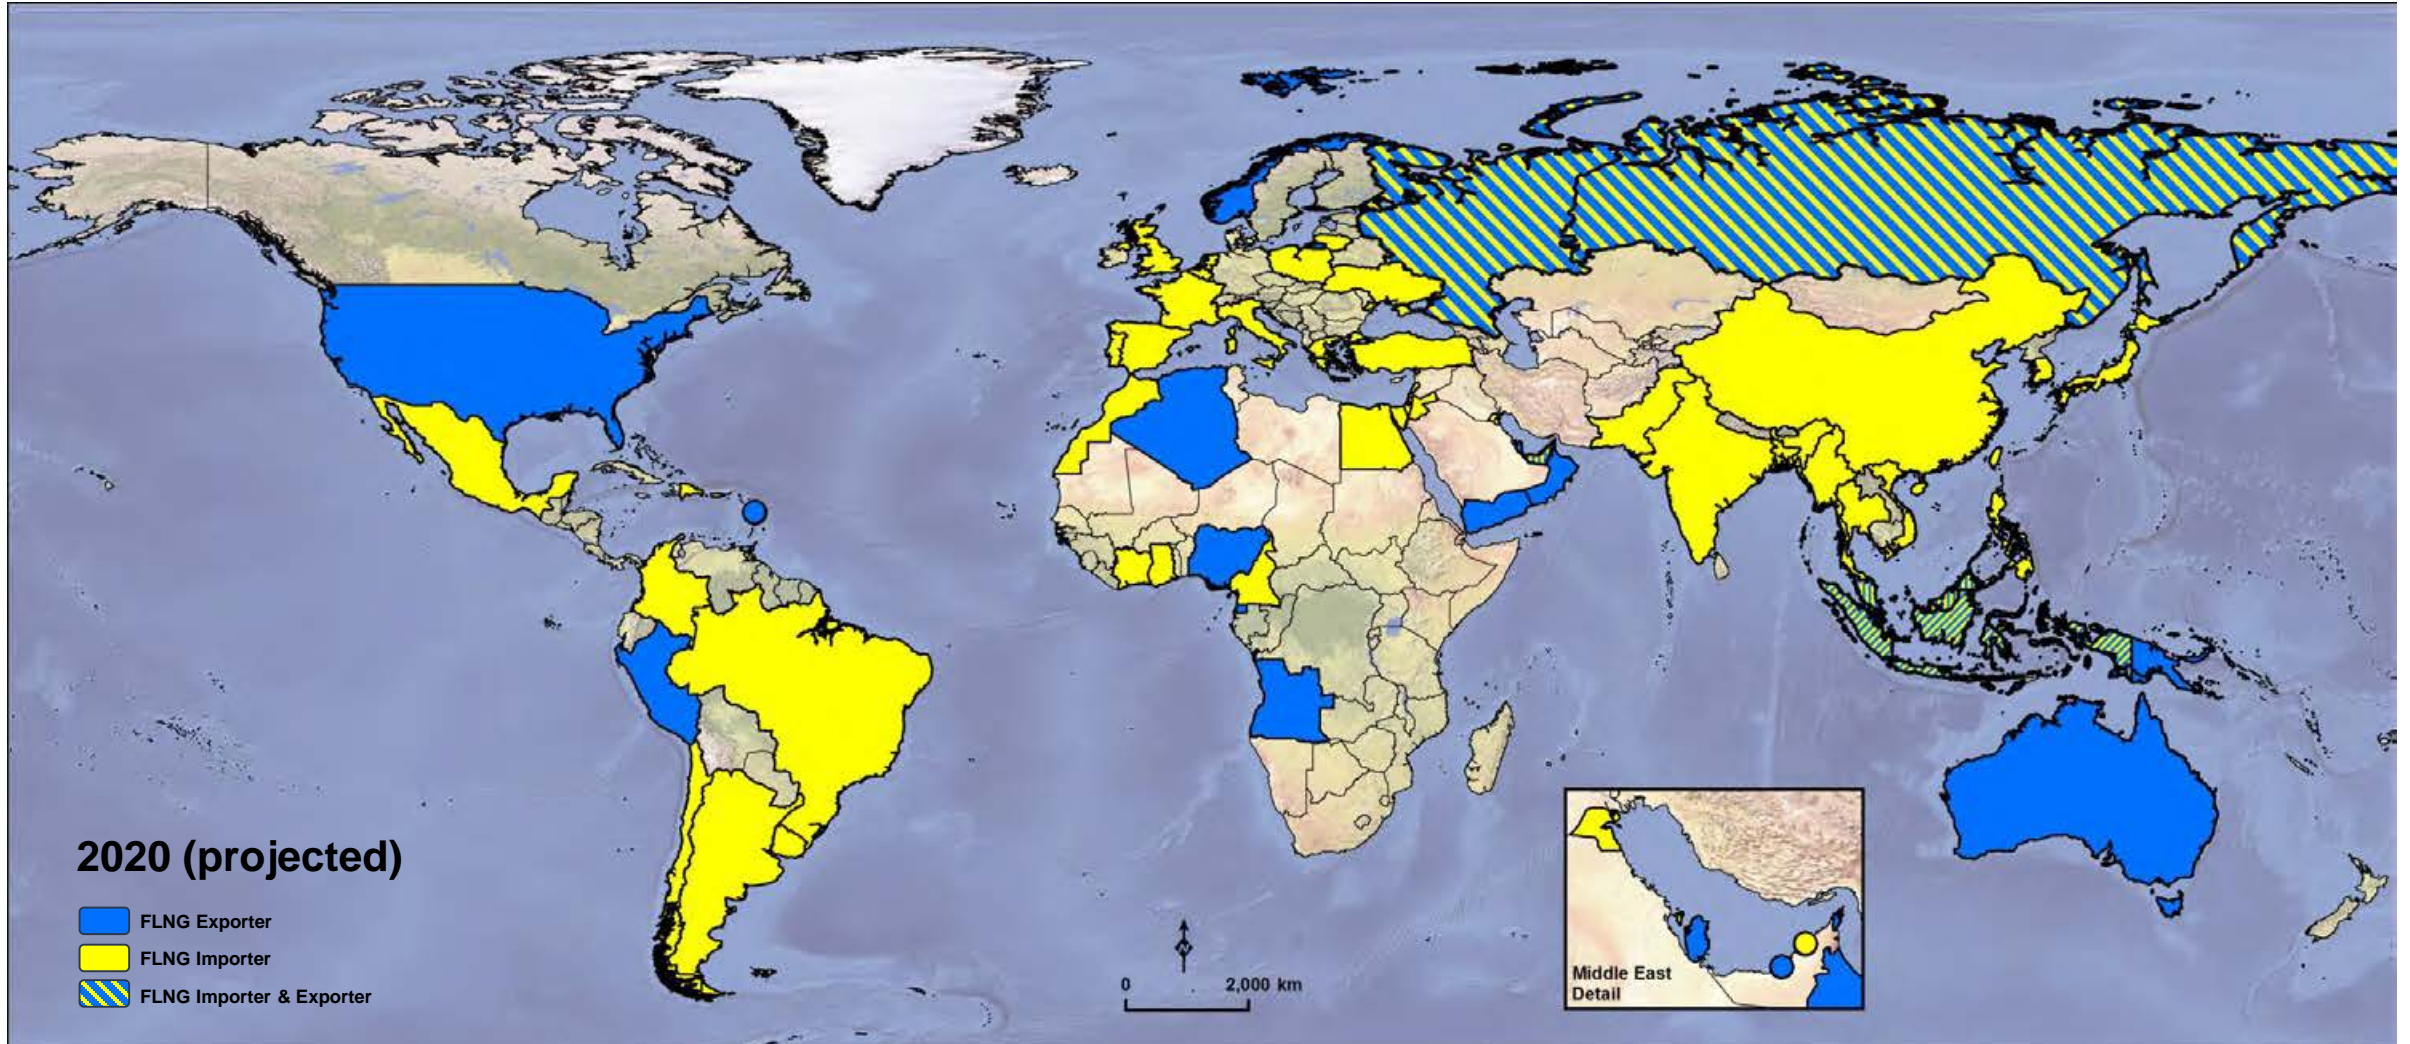 2020 (projected)
FLNG Exporter
FLNG Importer
FLNG Importer & Exporter
N
0 2,000 km
Middle East
Detail